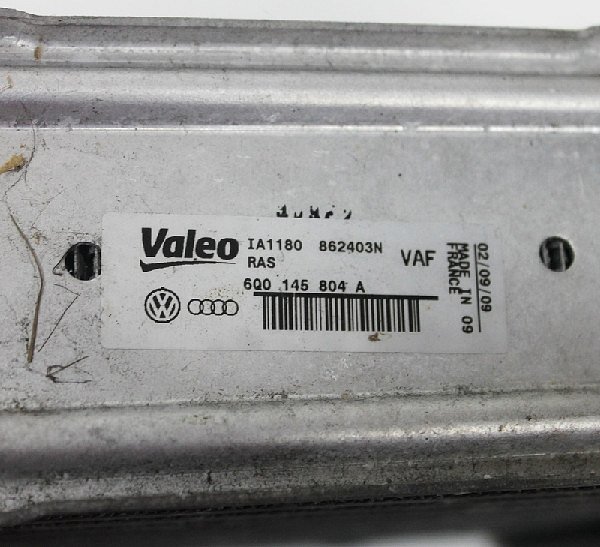 Valeo IA1180 862403N
RAS
VAF
6Q0 145 804 A
02/09/09
MADE IN 09
FRANCE